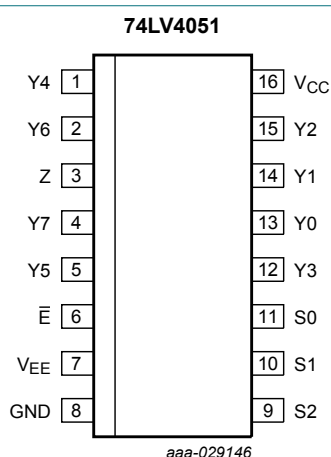 74LV4051
Y4 1 16 VCC
Y6 2 15 Y2
Z 3 14 Y1
Y7 4 13 Y0
Y5 5 12 Y3
E̅ 6 11 S0
VEE 7 10 S1
GND 8 9 S2
aaa-029146